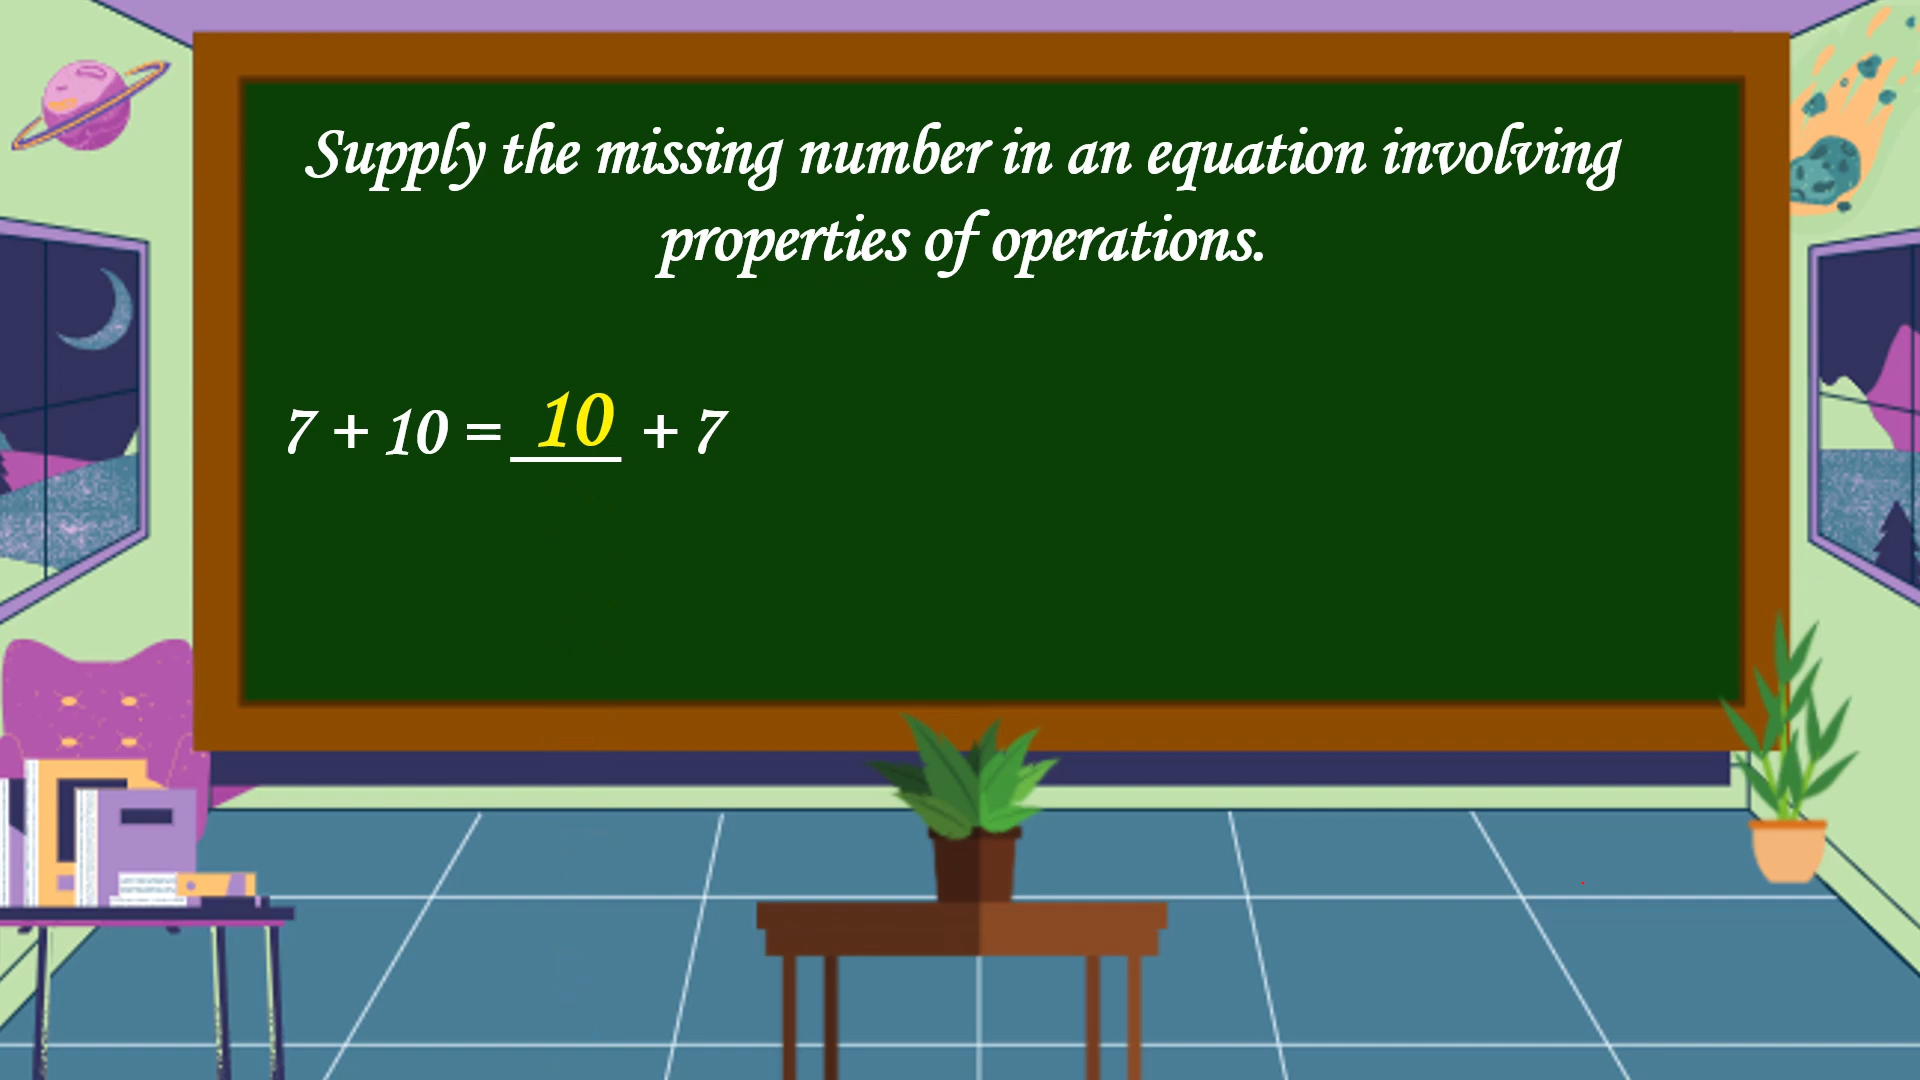 Supply the missing number in an equation involving
properties of operations.
7 + 10 = 10 + 7